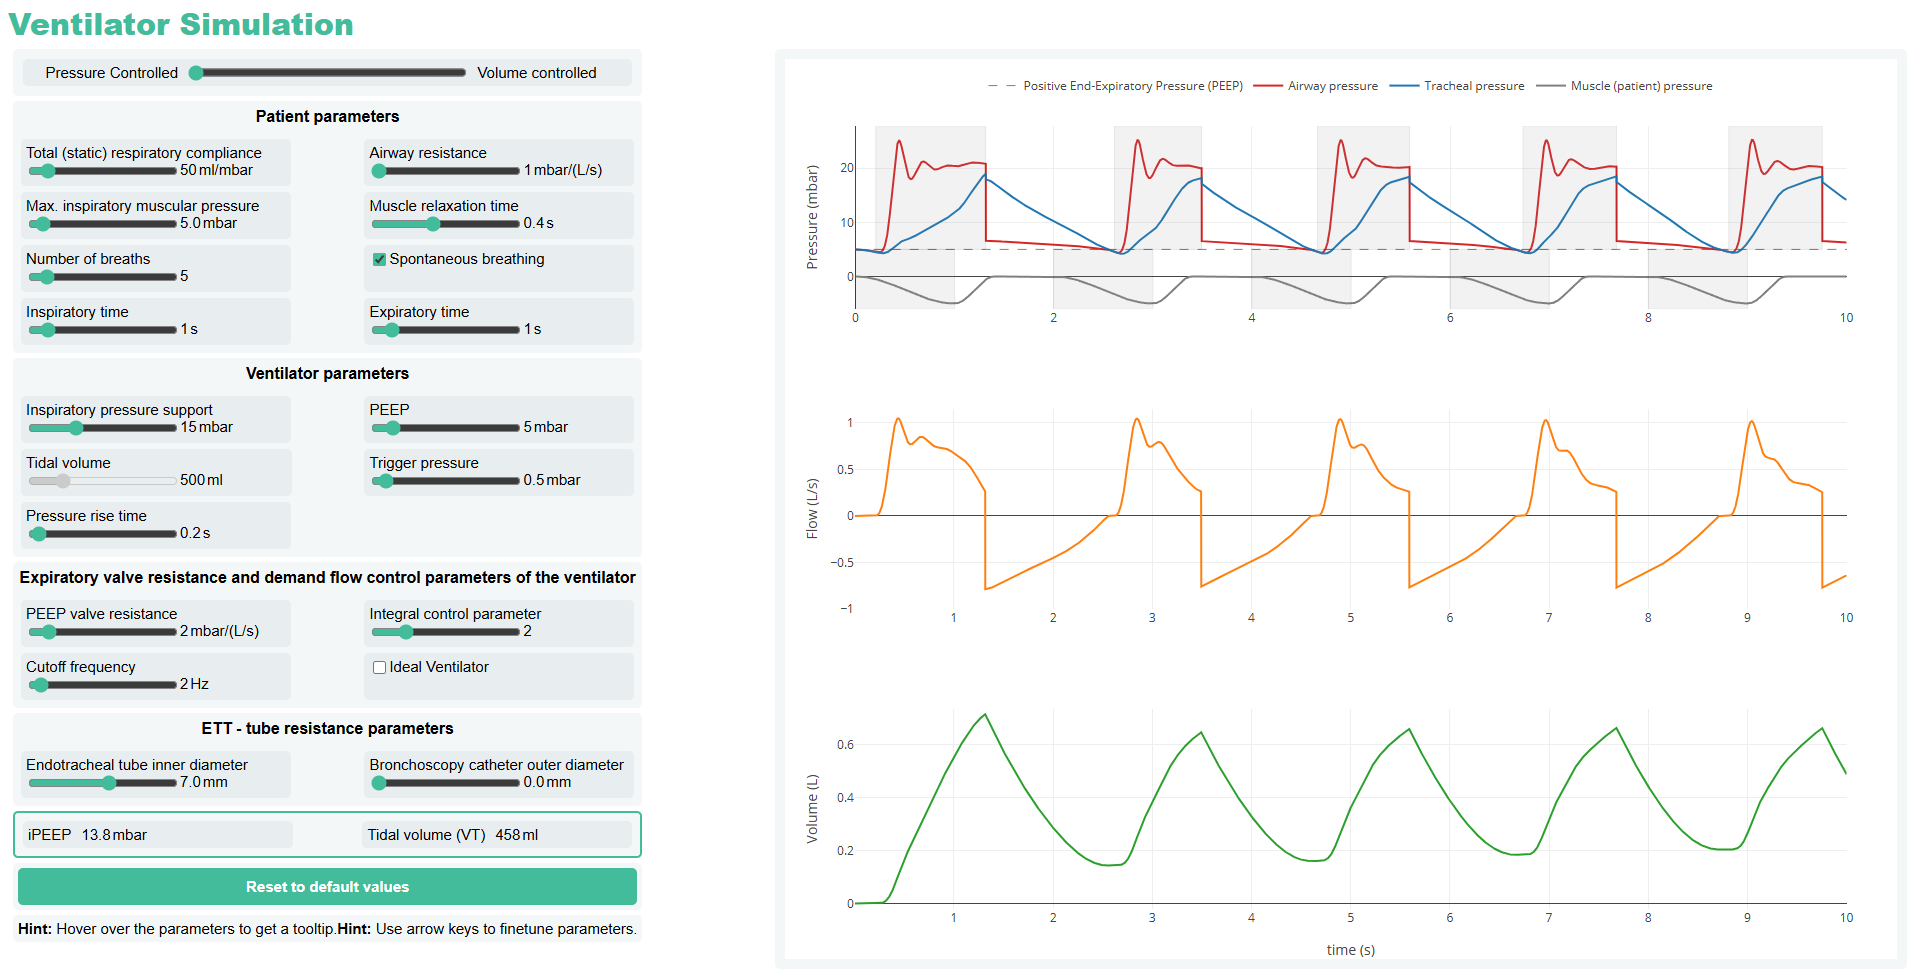 Ventilator Simulation
Pressure Controlled Volume controlled
Patient parameters
Total (static) respiratory compliance
50 ml/mbar
Airway resistance
1 mbar/(L/s)
Max. inspiratory muscular pressure
5.0 mbar
Muscle relaxation time
0.4 s
Number of breaths
5
Spontaneous breathing
Inspiratory time
1 s
Expiratory time
1 s
Ventilator parameters
Inspiratory pressure support
15 mbar
PEEP
5 mbar
Tidal volume
500 ml
Trigger pressure
0.5 mbar
Pressure rise time
0.2 s
Expiratory valve resistance and demand flow control parameters of the ventilator
PEEP valve resistance
2 mbar/(L/s)
Integral control parameter
2
Cutoff frequency
2 Hz
Ideal Ventilator
ETT - tube resistance parameters
Endotracheal tube inner diameter
7.0 mm
Bronchoscopy catheter outer diameter
0.0 mm
iPEEP 13.8 mbar
Tidal volume (VT) 458 ml
Reset to default values
Hint: Hover over the parameters to get a tooltip.Hint: Use arrow keys to finetune parameters.
Positive End-Expiratory Pressure (PEEP) Airway pressure Tracheal pressure Muscle (patient) pressure
Pressure (mbar)
20
10
0
0 2 4 6 8 10
Flow (L/s)
1
0.5
0
−0.5
−1
1 2 3 4 5 6 7 8 9 10
Volume (L)
0.6
0.4
0.2
0
1 2 3 4 5 6 7 8 9 10
time (s)